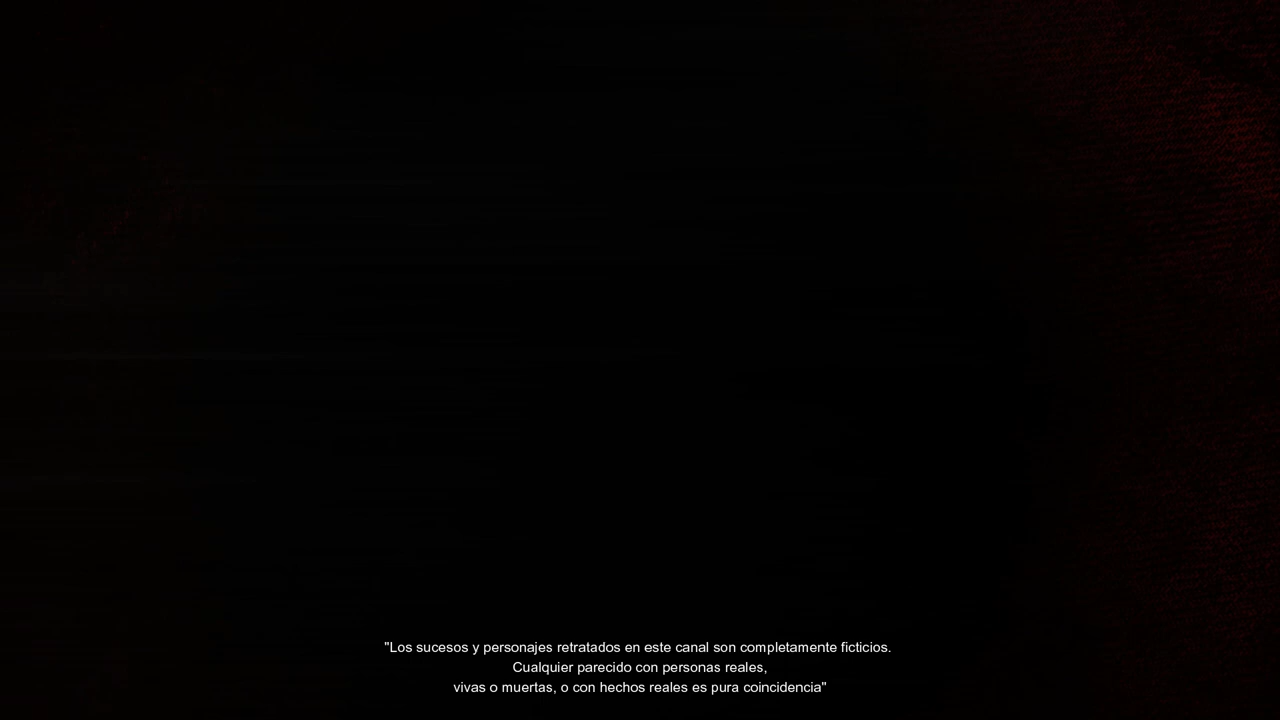 "Los sucesos y personajes retratados en este canal son completamente ficticios.
Cualquier parecido con personas reales,
vivas o muertas, o con hechos reales es pura coincidencia"